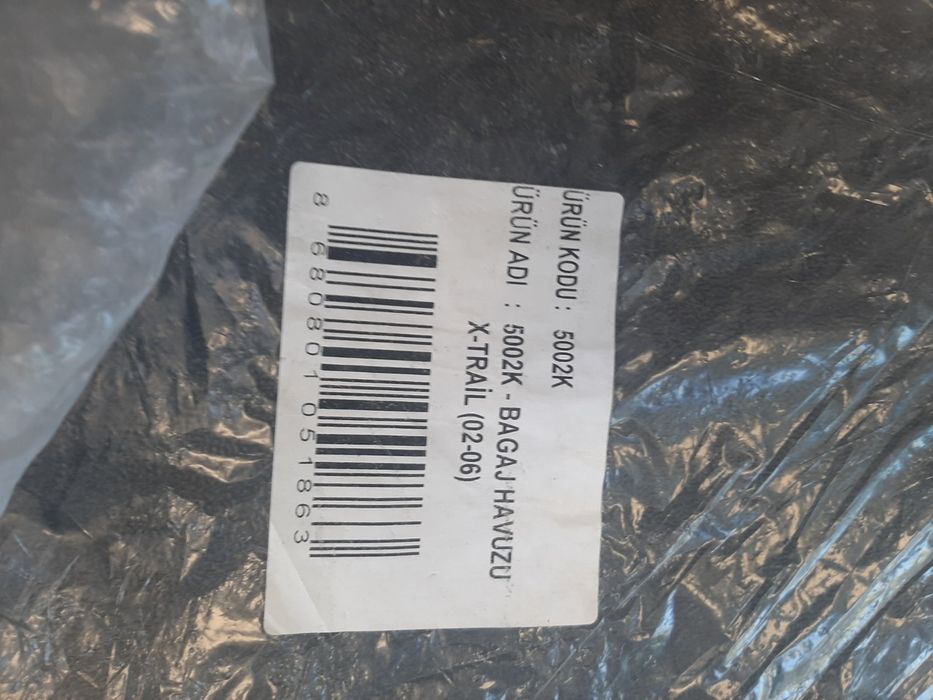 ÜRÜN KODU : 5002K
ÜRÜN ADI : 5002K - BAGAJ HAVUZU
X-TRAİL (02-06)
8 680801 051863